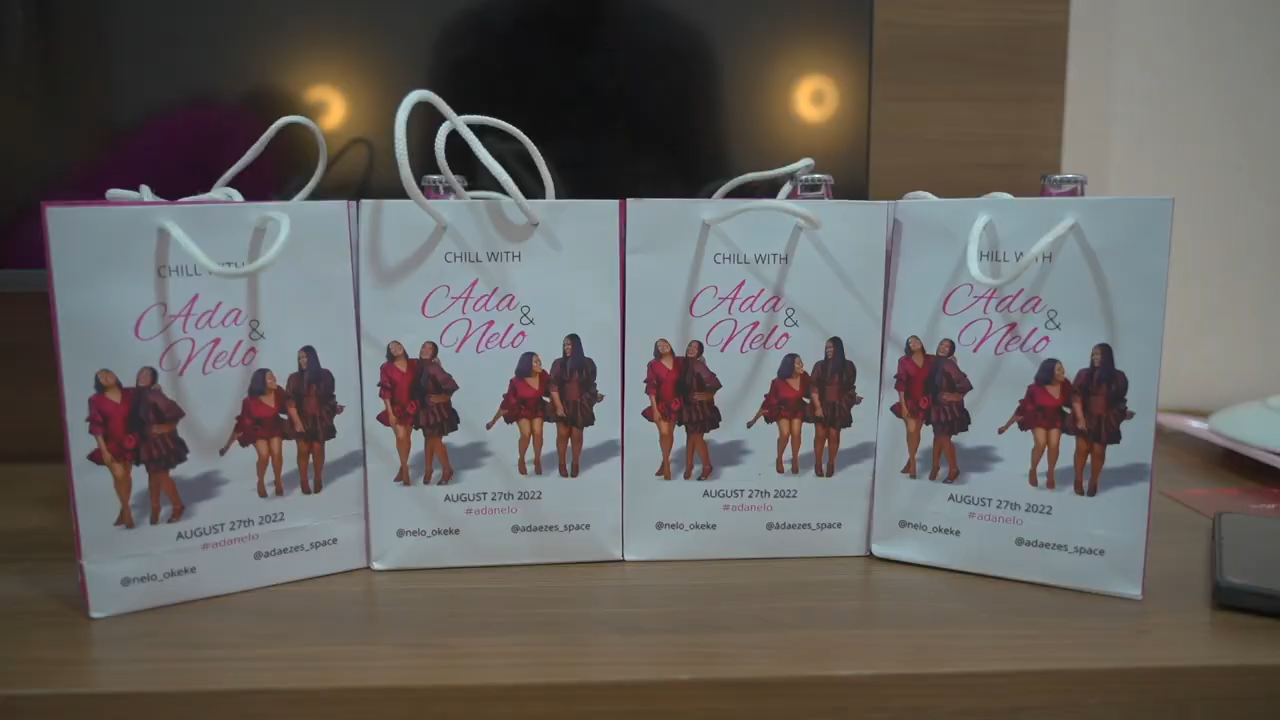 CHILL WITH
Ada
&
Nelo
AUGUST 27th 2022
#adanelo
@nelo_okeke
@adaezes_space
CHILL WITH
Ada
&
Nelo
AUGUST 27th 2022
#adanelo
@nelo_okeke
@adaezes_space
CHILL WITH
Ada
&
Nelo
AUGUST 27th 2022
#adanelo
@nelo_okeke
@adaezes_space
CHILL WITH
Ada
&
Nelo
AUGUST 27th 2022
#adanelo
@nelo_okeke
@adaezes_space